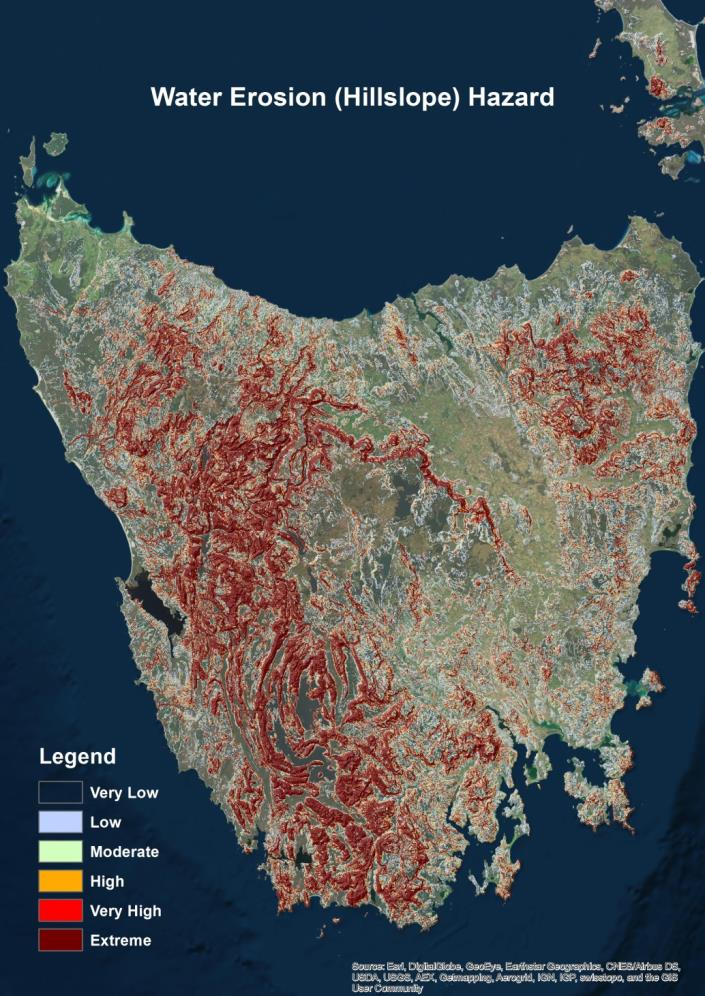 Water Erosion (Hillslope) Hazard
Legend
Very Low
Low
Moderate
High
Very High
Extreme
Source: Esri, DigitalGlobe, GeoEye, Earthstar Geographics, CNES/Airbus DS,
USDA, USGS, AEX, Getmapping, Aerogrid, IGN, IGP, swisstopo, and the GIS
User Community